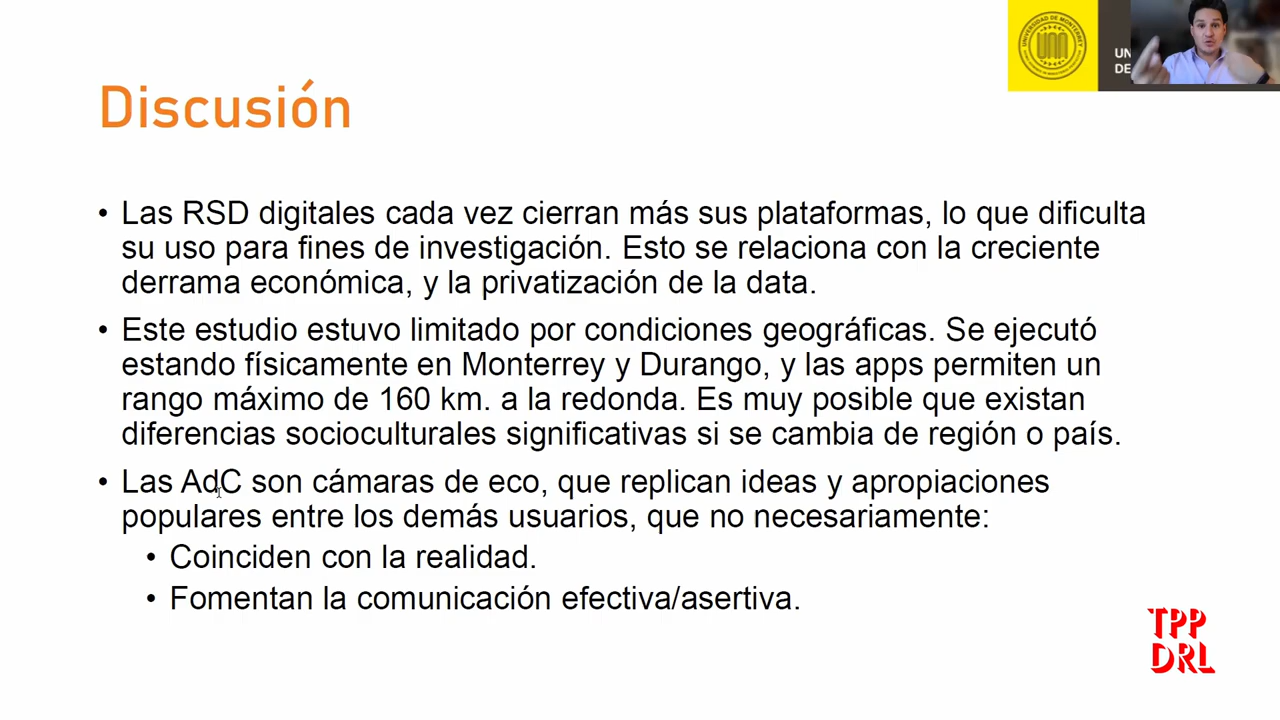 UNIVERSIDAD DE MONTERREY
UN
DE
Discusión
• Las RSD digitales cada vez cierran más sus plataformas, lo que dificulta
su uso para fines de investigación. Esto se relaciona con la creciente
derrama económica, y la privatización de la data.
• Este estudio estuvo limitado por condiciones geográficas. Se ejecutó
estando físicamente en Monterrey y Durango, y las apps permiten un
rango máximo de 160 km. a la redonda. Es muy posible que existan
diferencias socioculturales significativas si se cambia de región o país.
• Las AdC son cámaras de eco, que replican ideas y apropiaciones
populares entre los demás usuarios, que no necesariamente:
• Coinciden con la realidad.
• Fomentan la comunicación efectiva/asertiva.
TPP
DRL